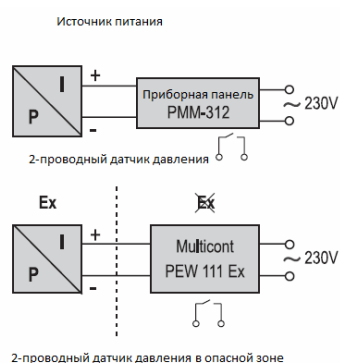 Источник питания
I
+
Приборная панель
P
PMM-312
~ 230V
-
2-проводный датчик давления
Ex
Ex
I
+
Multicont
~ 230V
P
PEW 111 Ex
-
2-проводный датчик давления в опасной зоне